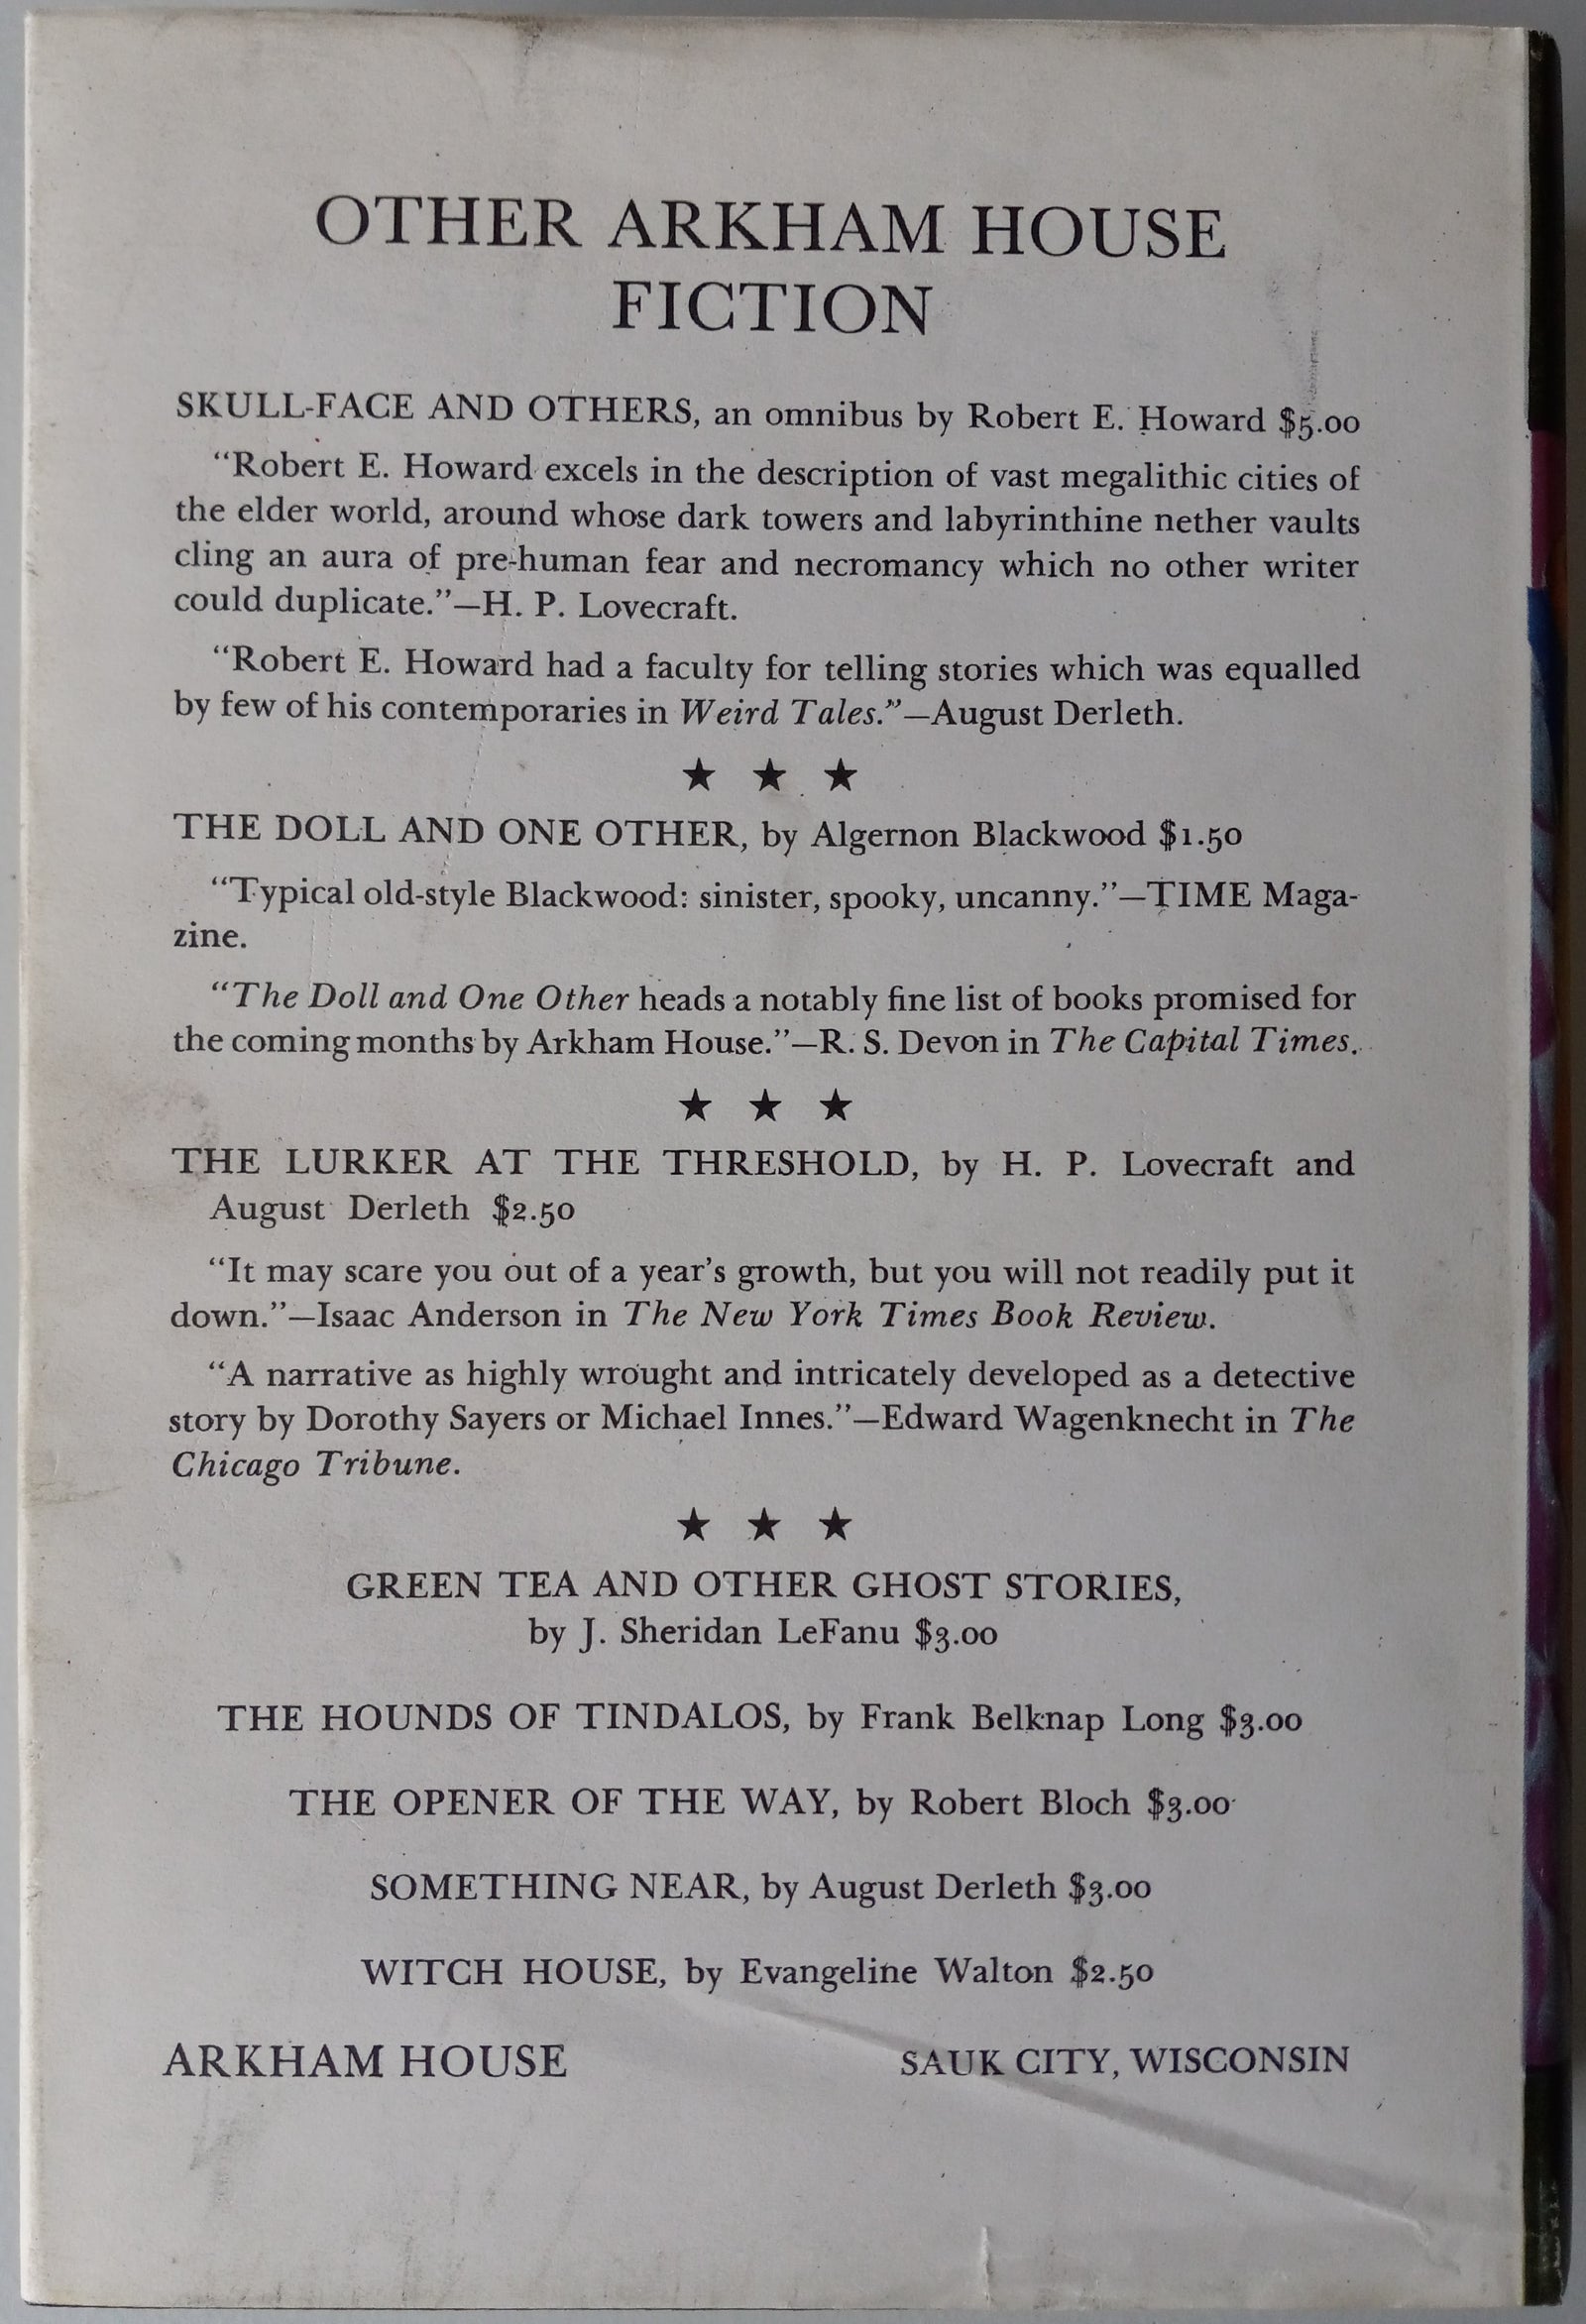 OTHER ARKHAM HOUSE
FICTION
SKULL-FACE AND OTHERS, an omnibus by Robert E. Howard $5.00
“Robert E. Howard excels in the description of vast megalithic cities of
the elder world, around whose dark towers and labyrinthine nether vaults
cling an aura of pre-human fear and necromancy which no other writer
could duplicate.”—H. P. Lovecraft.
“Robert E. Howard had a faculty for telling stories which was equalled
by few of his contemporaries in Weird Tales.”—August Derleth.
★ ★ ★
THE DOLL AND ONE OTHER, by Algernon Blackwood $1.50
“Typical old-style Blackwood: sinister, spooky, uncanny.”—TIME Maga-
zine.
“The Doll and One Other heads a notably fine list of books promised for
the coming months by Arkham House.”—R. S. Devon in The Capital Times.
★ ★ ★
THE LURKER AT THE THRESHOLD, by H. P. Lovecraft and
August Derleth $2.50
“It may scare you out of a year’s growth, but you will not readily put it
down.”—Isaac Anderson in The New York Times Book Review.
“A narrative as highly wrought and intricately developed as a detective
story by Dorothy Sayers or Michael Innes.”—Edward Wagenknecht in The
Chicago Tribune.
★ ★ ★
GREEN TEA AND OTHER GHOST STORIES,
by J. Sheridan LeFanu $3.00
THE HOUNDS OF TINDALOS, by Frank Belknap Long $3.00
THE OPENER OF THE WAY, by Robert Bloch $3.00
SOMETHING NEAR, by August Derleth $3.00
WITCH HOUSE, by Evangeline Walton $2.50
ARKHAM HOUSE SAUK CITY, WISCONSIN